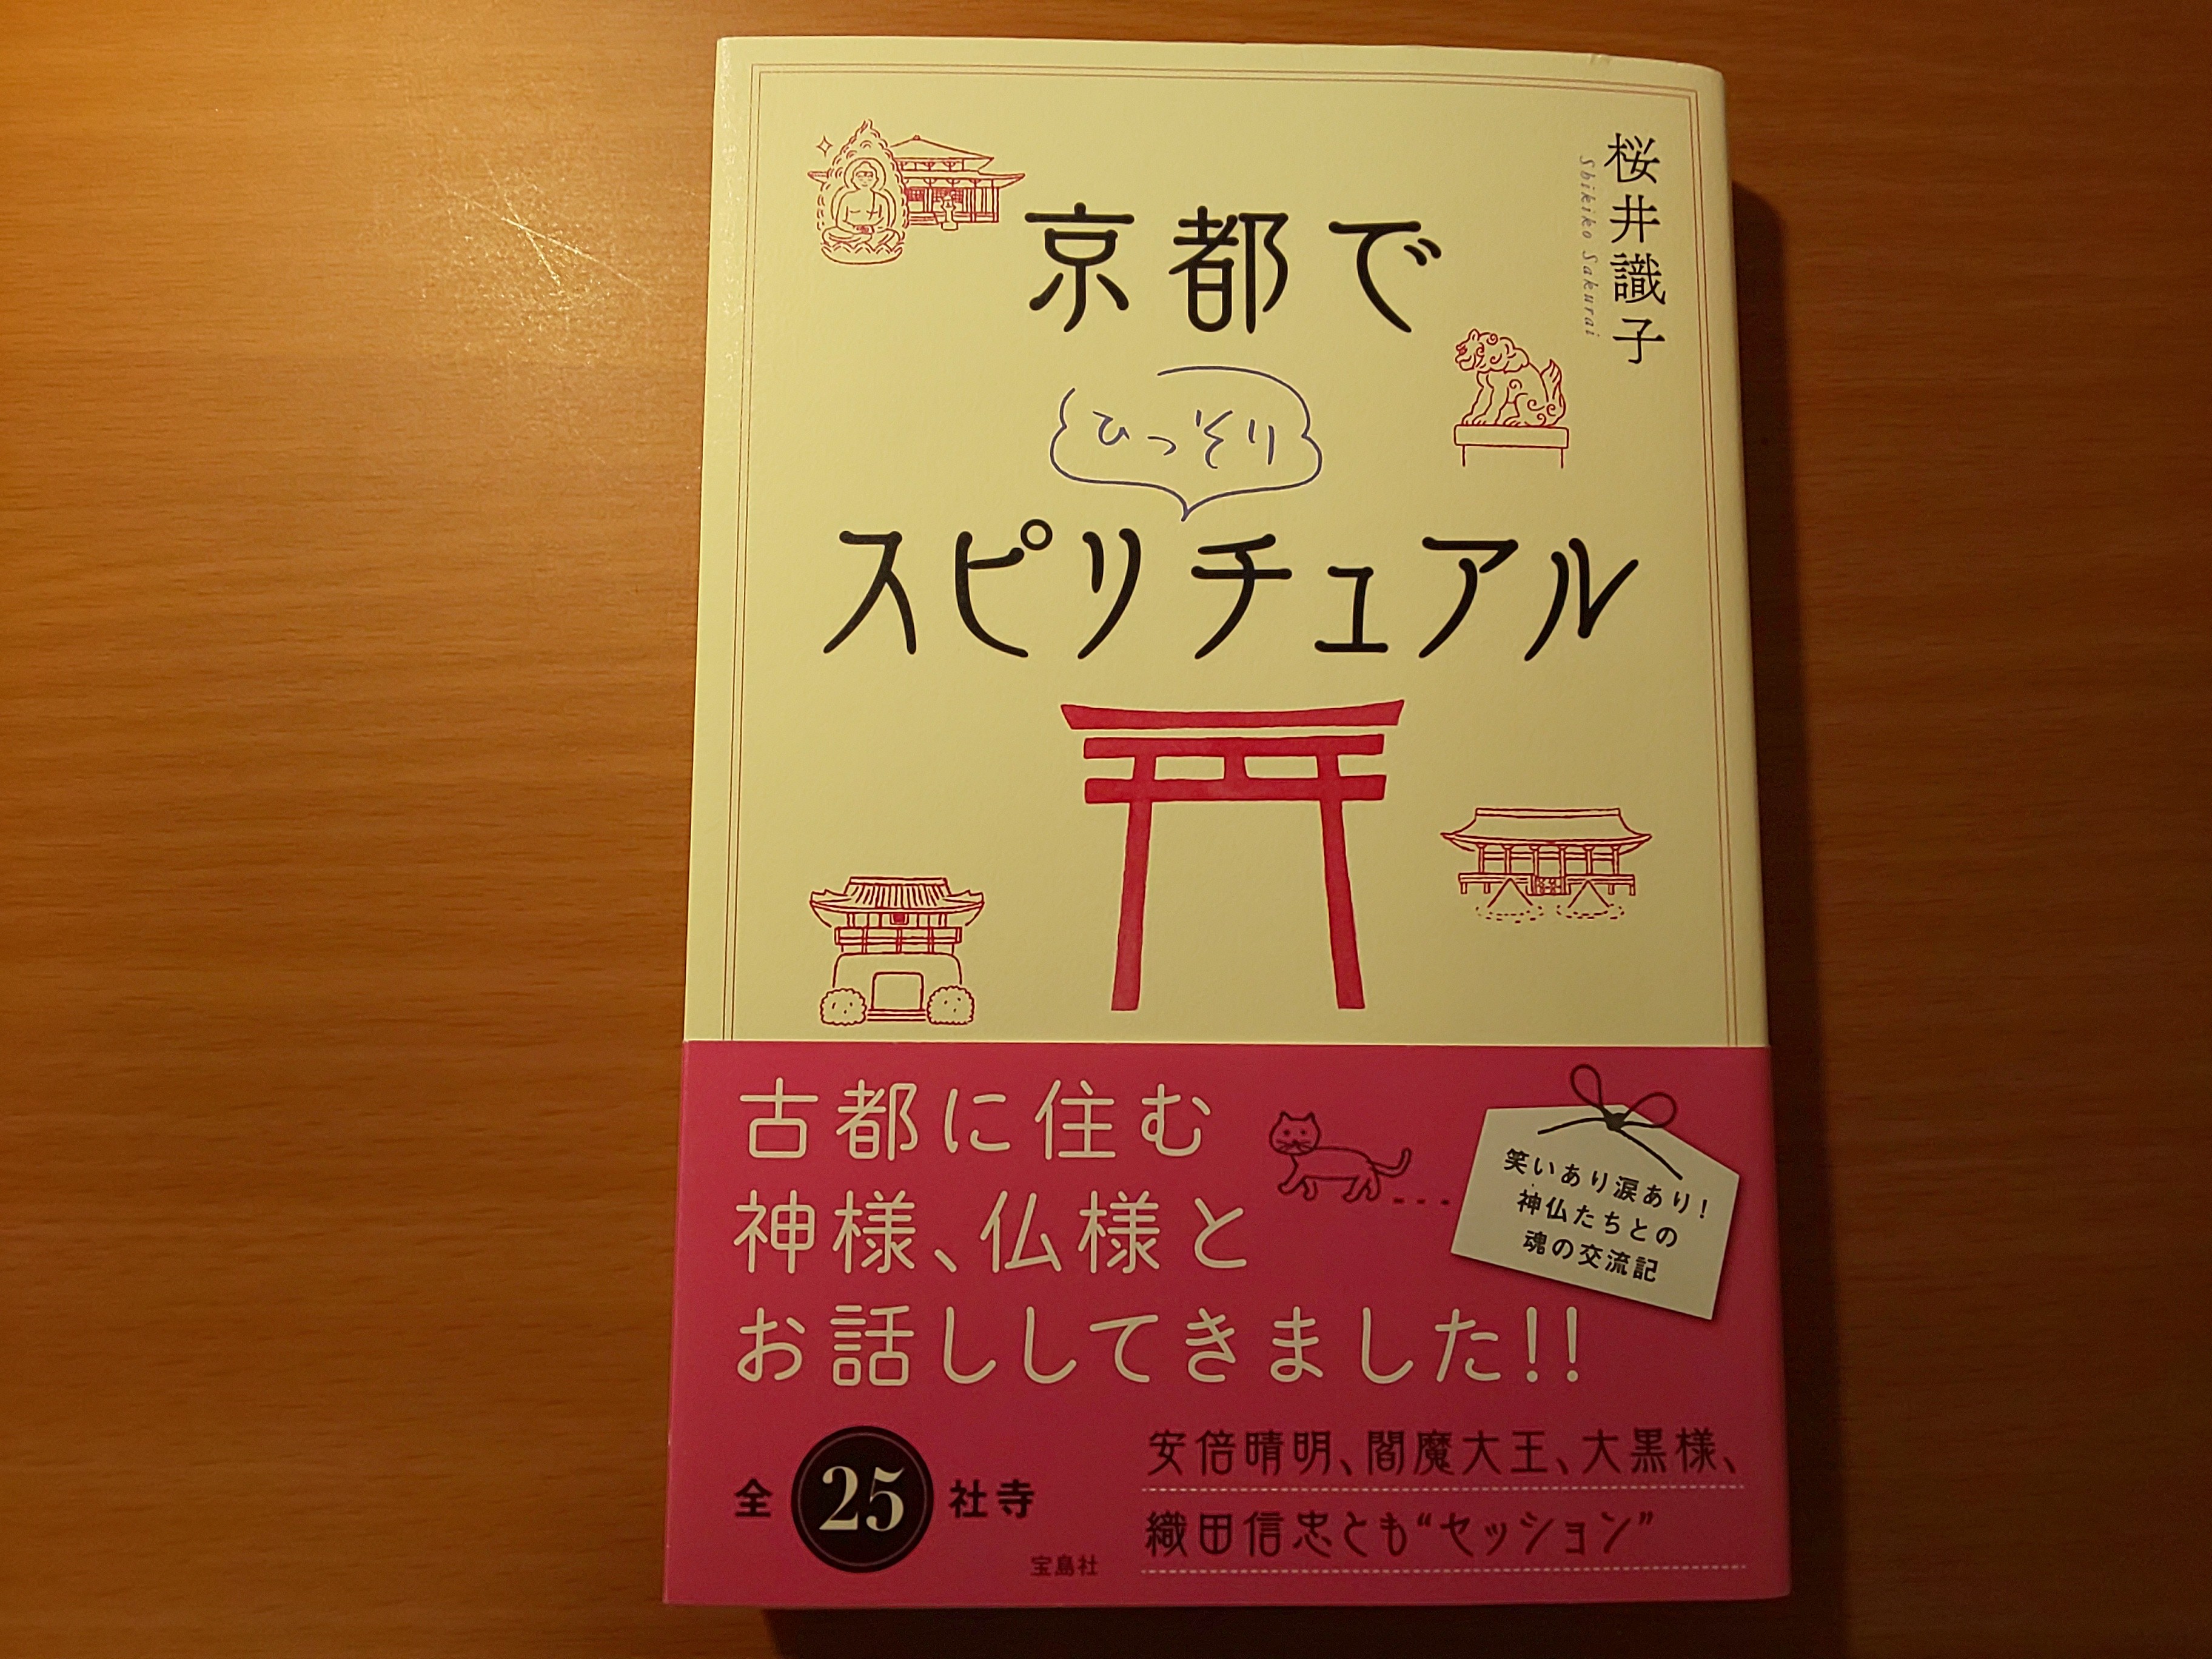 桜井識子
Shikiko Sakurai
京都で
ひっそり
スピリチュアル
古都に住む
神様、仏様と
お話ししてきました!!
笑いあり涙あり!
神仏たちとの
魂の交流記
全25社寺
安倍晴明、閻魔大王、大黒様、
織田信忠とも“セッション”
宝島社